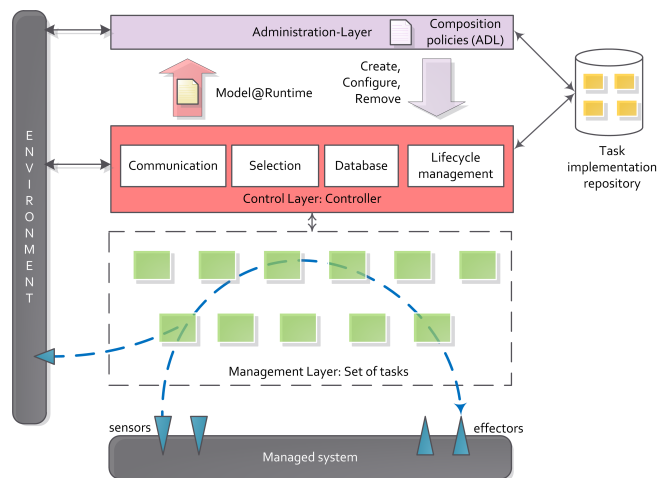 Administration-Layer
Composition
policies (ADL)
Create,
Configure,
Remove
Model@Runtime
Task
implementation
repository
ENVIRONMENT
Communication
Selection
Database
Lifecycle
management
Control Layer: Controller
Management Layer: Set of tasks
sensors
effectors
Managed system